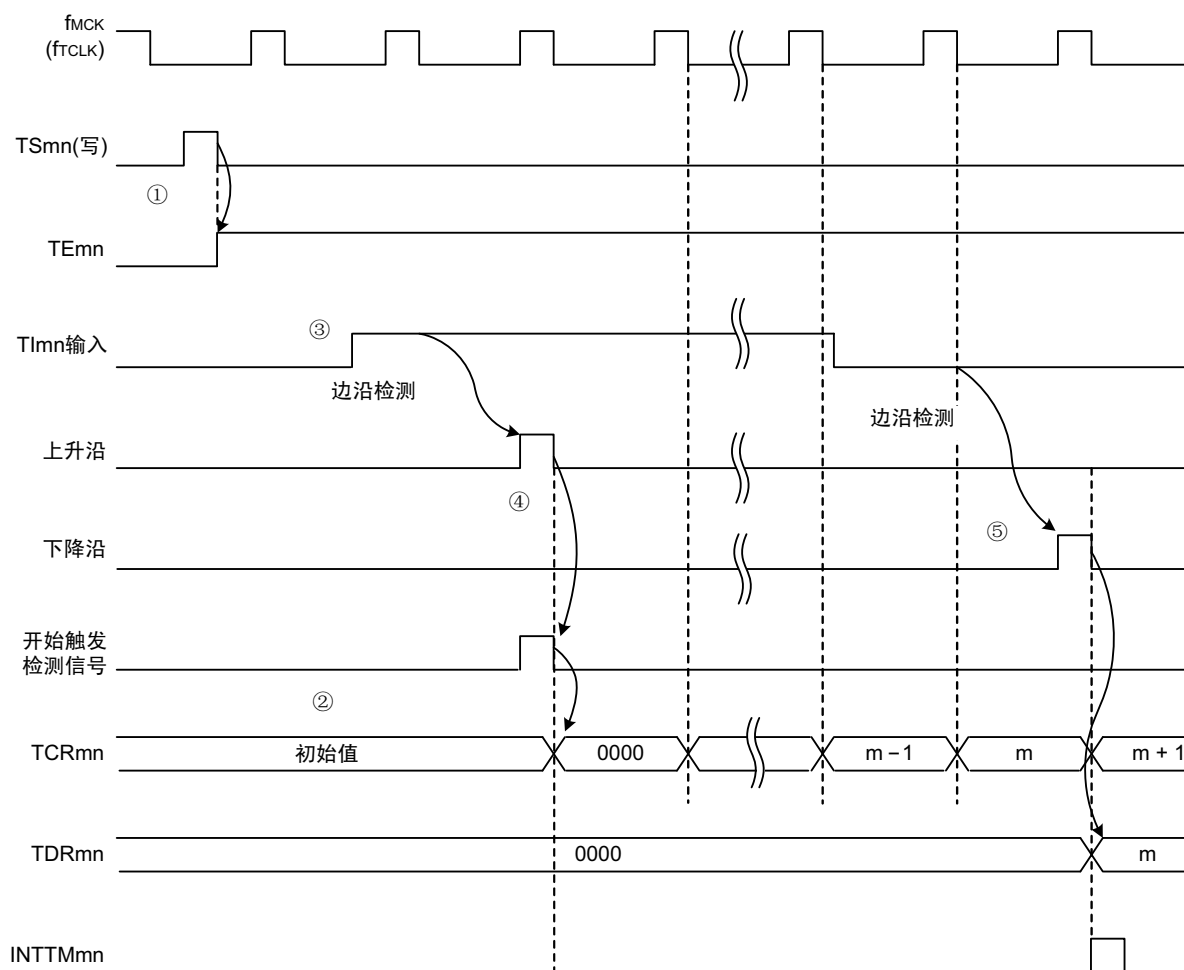 fMCK
(fTCLK)
TSmn(写)
①
TEmn
③
TImn输入
边沿检测
边沿检测
上升沿
④
⑤
下降沿
开始触发
检测信号
②
TCRmn 初始值 0000 m－1 m m + 1
TDRmn 0000 m
INTTMmn